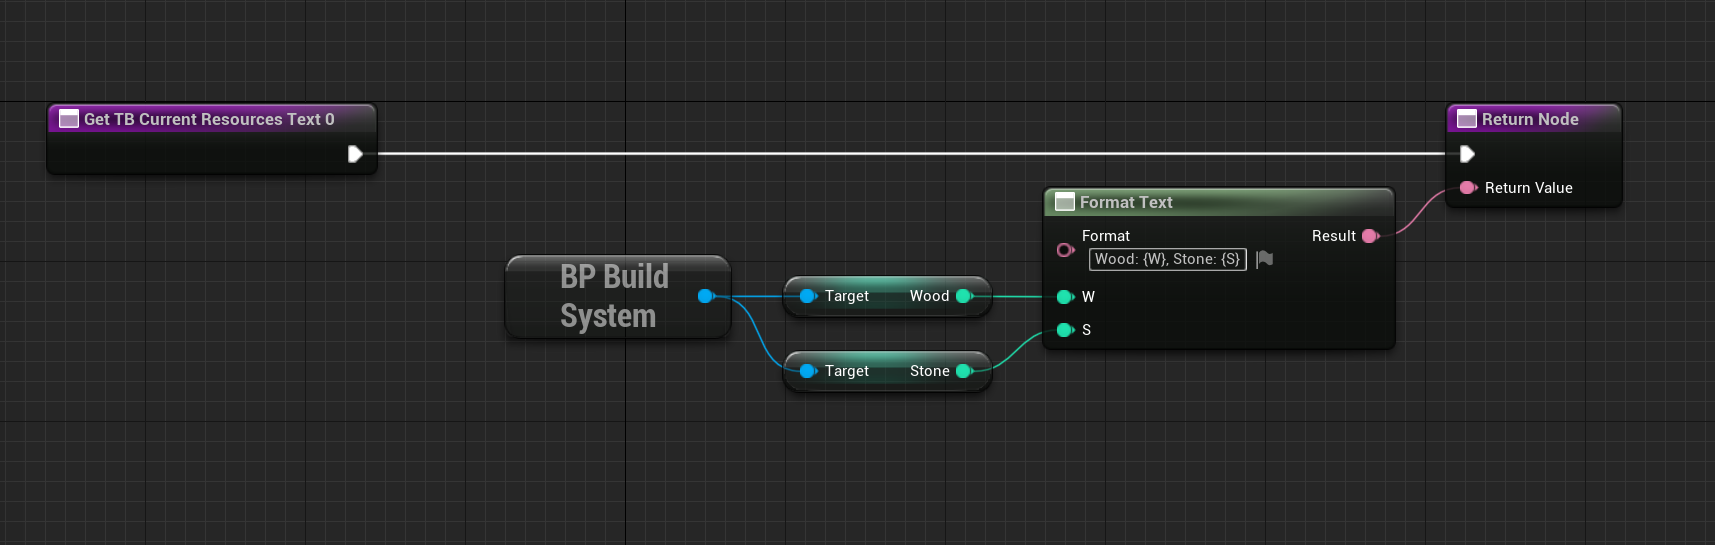 Get TB Current Resources Text 0
Return Node
Return Value
Format Text
Format
Result
Wood: {W}, Stone: {S}
W
S
BP Build
System
Target Wood
Target Stone